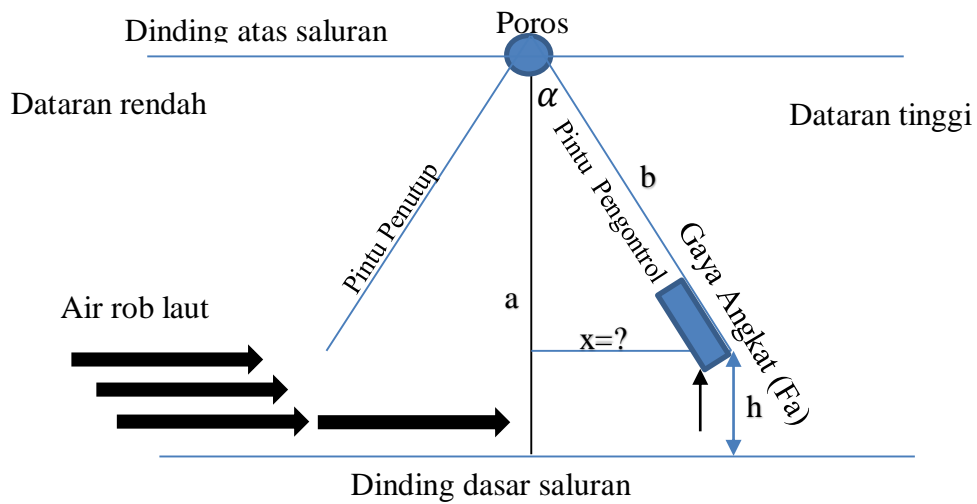 Poros
Dinding atas saluran
Dataran rendah
α
Dataran tinggi
Pintu Penutup
Pintu Pengontrol
b
Gaya Angkat (Fa)
Air rob laut
a
x=?
h
Dinding dasar saluran